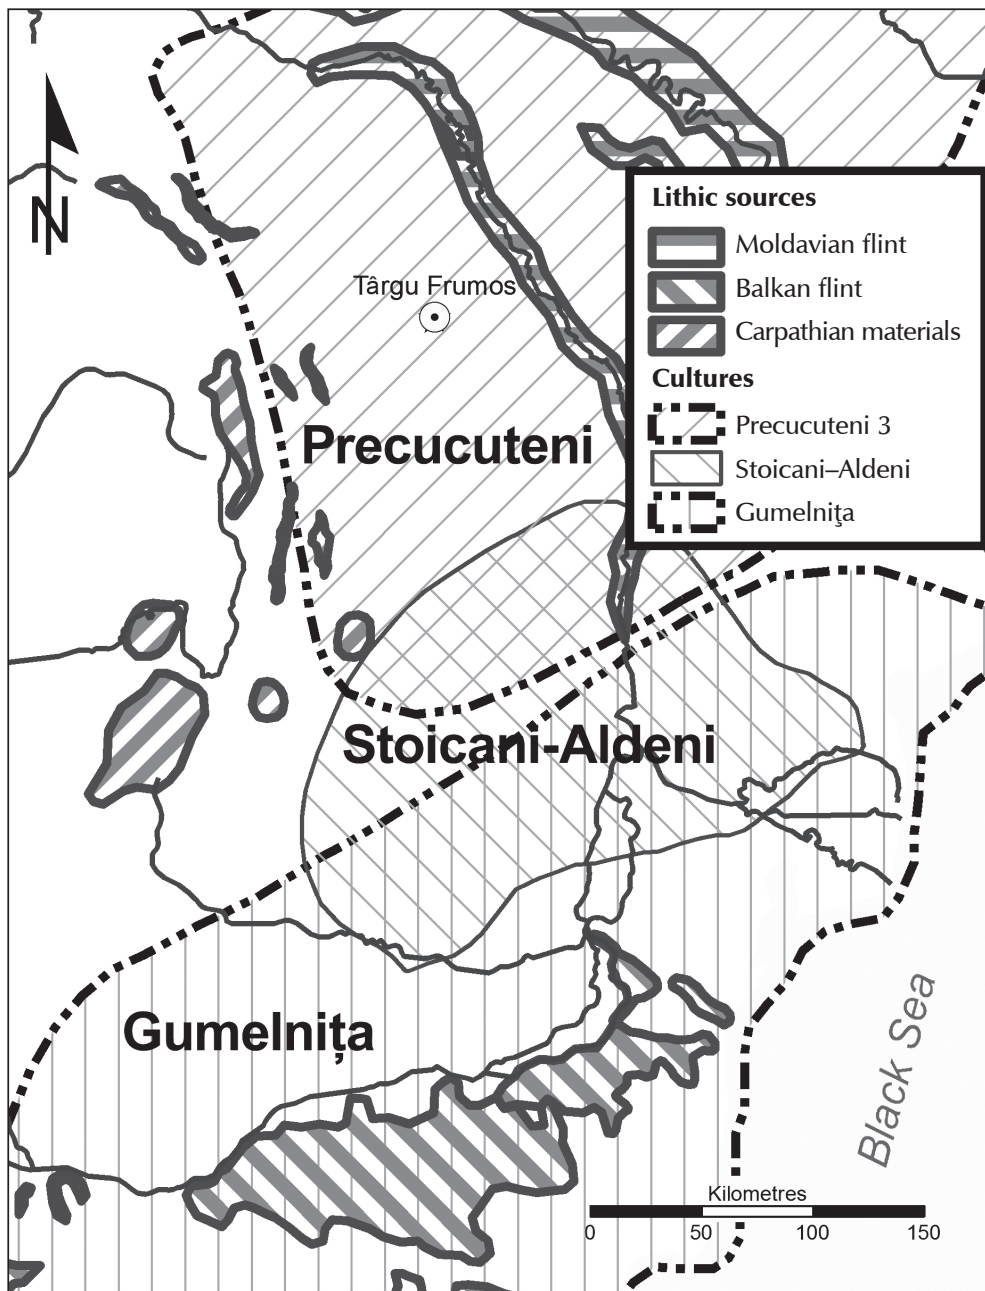 N
Târgu Frumos
Precucuteni
Stoicani-Aldeni
Gumelnița
Black Sea
Lithic sources
Moldavian flint
Balkan flint
Carpathian materials
Cultures
Precucuteni 3
Stoicani–Aldeni
Gumelniţa
Kilometres
0 50 100 150